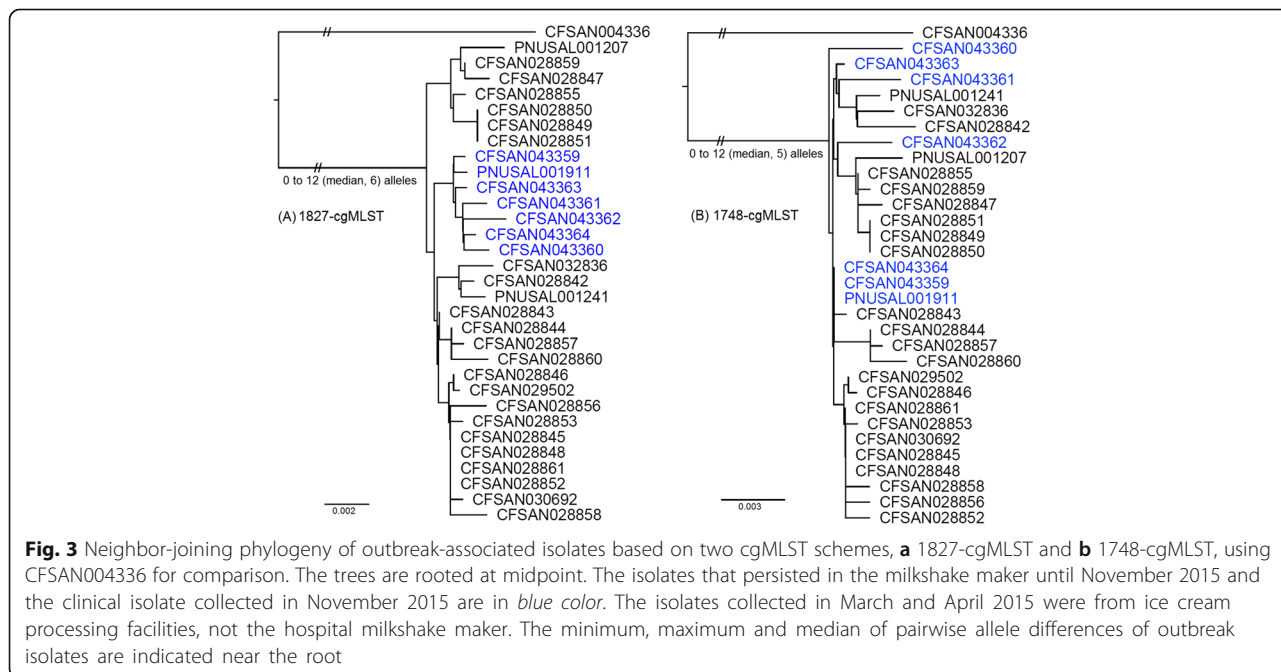 CFSAN004336
PNUSAL001207
CFSAN028859
CFSAN028847
CFSAN028855
CFSAN028850
CFSAN028849
CFSAN028851
CFSAN043359
0 to 12 (median, 6) alleles
PNUSAL001911
CFSAN043363
CFSAN043361
(A) 1827-cgMLST
CFSAN043362
CFSAN043364
CFSAN043360
CFSAN032836
CFSAN028842
PNUSAL001241
CFSAN028843
CFSAN028844
CFSAN028857
CFSAN028860
CFSAN028846
CFSAN029502
CFSAN028856
CFSAN028853
CFSAN028845
CFSAN028848
CFSAN028861
CFSAN028852
CFSAN030692
CFSAN028858
0.002
CFSAN004336
CFSAN043360
CFSAN043363
CFSAN043361
PNUSAL001241
CFSAN032836
CFSAN028842
CFSAN043362
0 to 12 (median, 5) alleles
PNUSAL001207
CFSAN028855
CFSAN028859
CFSAN028847
(B) 1748-cgMLST
CFSAN028851
CFSAN028849
CFSAN028850
CFSAN043364
CFSAN043359
PNUSAL001911
CFSAN028843
CFSAN028844
CFSAN028857
CFSAN028860
CFSAN029502
CFSAN028846
CFSAN028861
CFSAN028853
CFSAN030692
CFSAN028845
CFSAN028848
CFSAN028858
CFSAN028856
CFSAN028852
0.003
Fig. 3 Neighbor-joining phylogeny of outbreak-associated isolates based on two cgMLST schemes, a 1827-cgMLST and b 1748-cgMLST, using
CFSAN004336 for comparison. The trees are rooted at midpoint. The isolates that persisted in the milkshake maker until November 2015 and
the clinical isolate collected in November 2015 are in blue color. The isolates collected in March and April 2015 were from ice cream
processing facilities, not the hospital milkshake maker. The minimum, maximum and median of pairwise allele differences of outbreak
isolates are indicated near the root